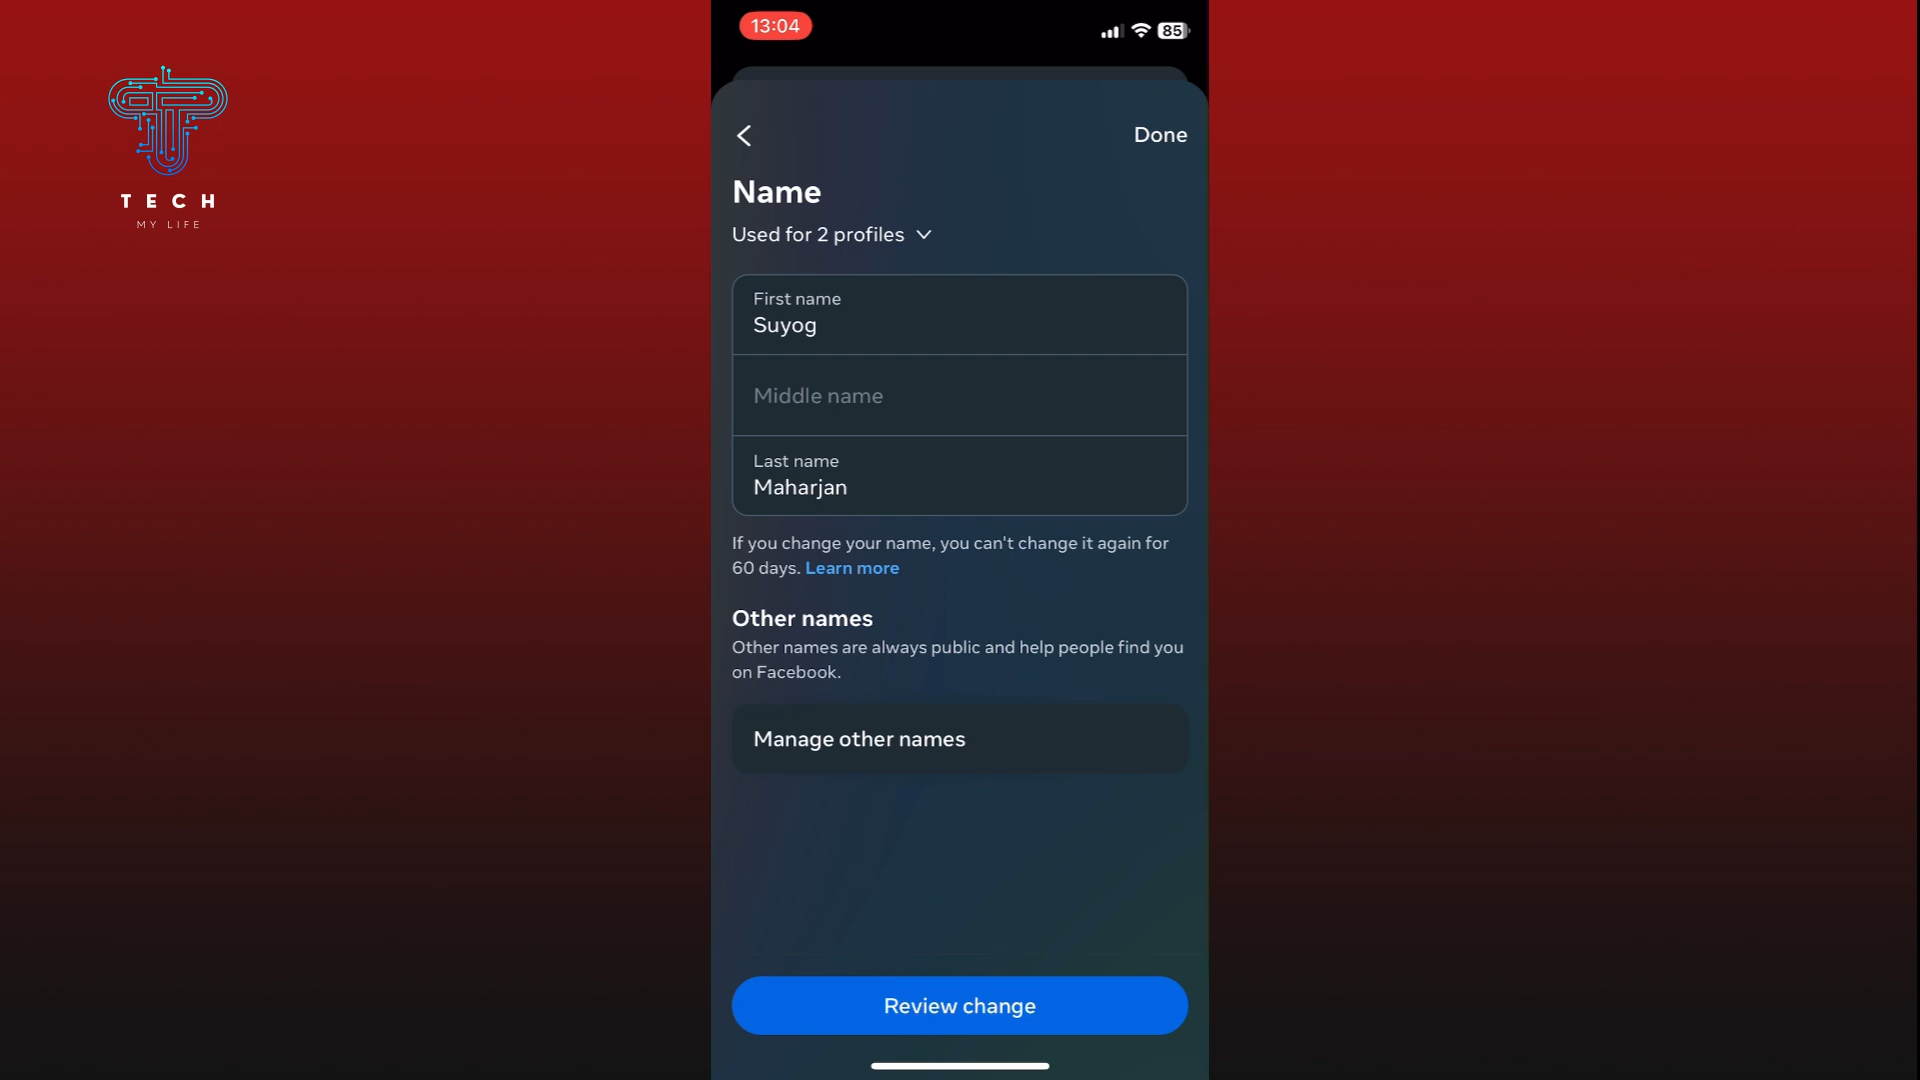 13:04
85
TECH
MY LIFE
Done
Name
Used for 2 profiles
First name
Suyog
Middle name
Last name
Maharjan
If you change your name, you can't change it again for
60 days. Learn more
Other names
Other names are always public and help people find you
on Facebook.
Manage other names
Review change